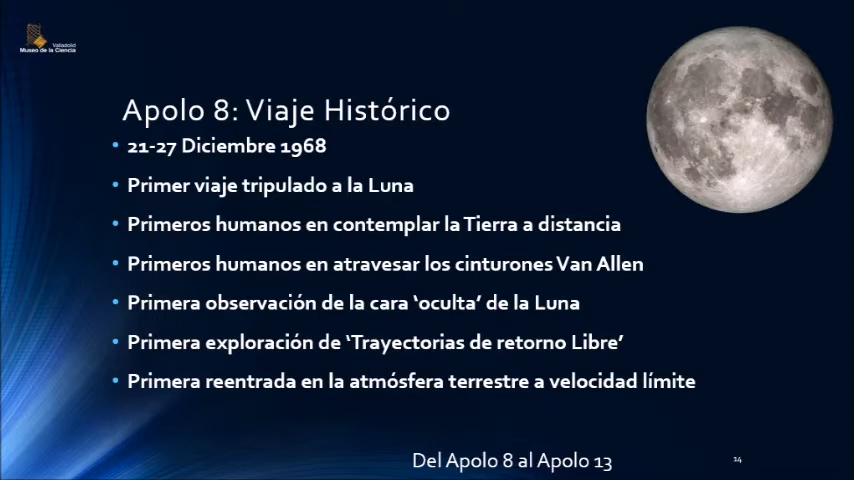 Valladolid
Museo de la Ciencia
Apolo 8: Viaje Histórico
• 21-27 Diciembre 1968
• Primer viaje tripulado a la Luna
• Primeros humanos en contemplar la Tierra a distancia
• Primeros humanos en atravesar los cinturones Van Allen
• Primera observación de la cara ‘oculta’ de la Luna
• Primera exploración de ‘Trayectorias de retorno Libre’
• Primera reentrada en la atmósfera terrestre a velocidad límite
Del Apolo 8 al Apolo 13
14